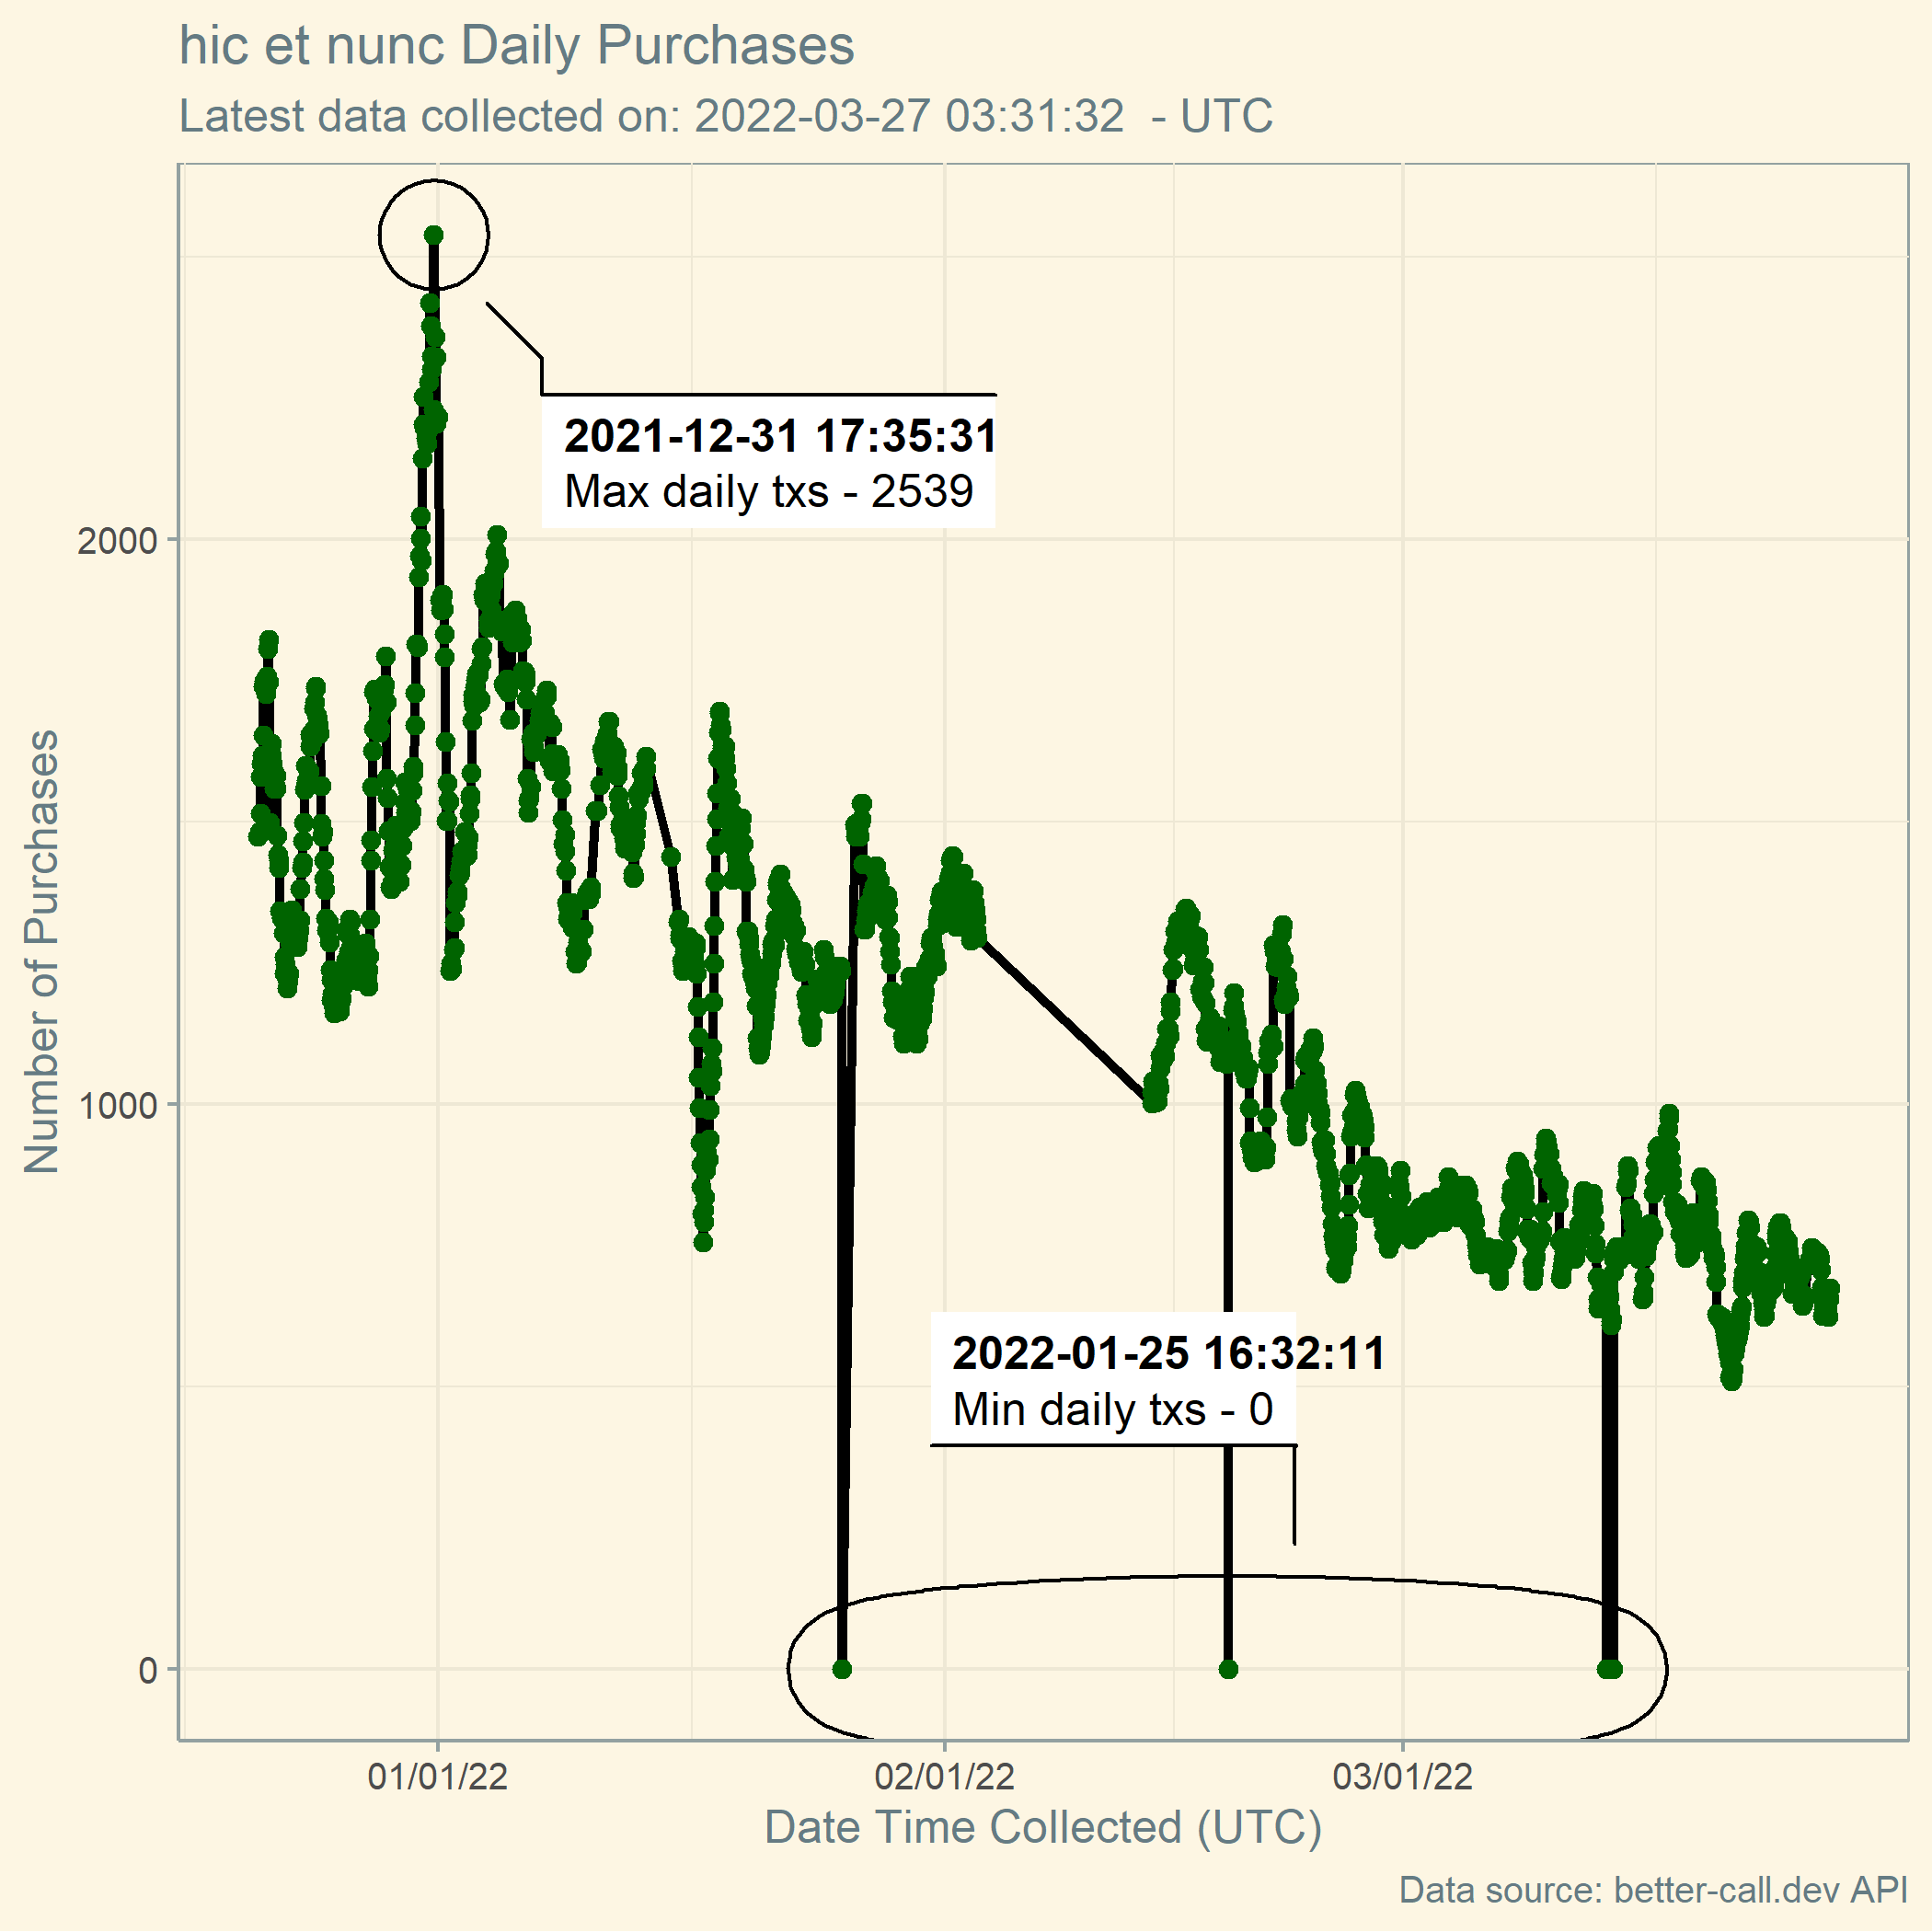 hic et nunc Daily Purchases
Latest data collected on: 2022-03-27 03:31:32  - UTC
2021-12-31 17:35:31
Max daily txs - 2539
2000
Number of Purchases
1000
2022-01-25 16:32:11
Min daily txs - 0
0
01/01/22 02/01/22 03/01/22
Date Time Collected (UTC)
Data source: better-call.dev API